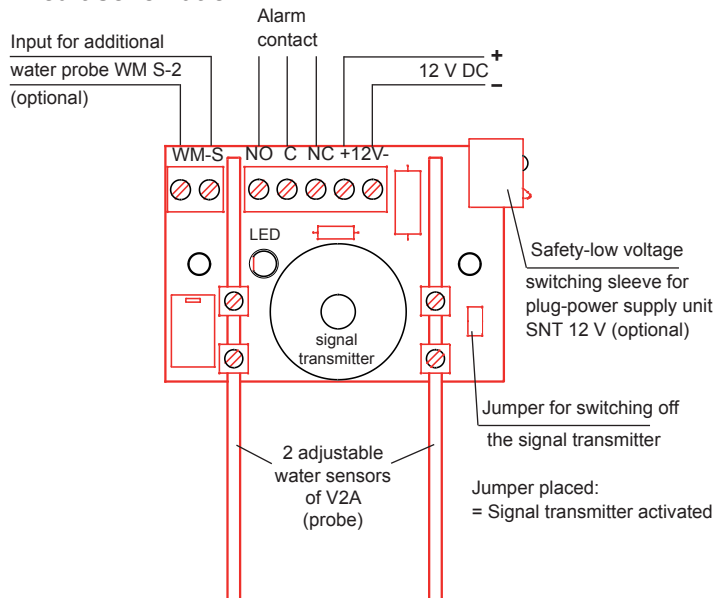 Input for additional
water probe WM S-2
(optional)
Alarm
contact
+
12 V DC
−
WM-S NO C NC +12V-
LED
signal
transmitter
Safety-low voltage
switching sleeve for
plug-power supply unit
SNT 12 V (optional)
Jumper for switching off
the signal transmitter
2 adjustable
water sensors
of V2A
(probe)
Jumper placed:
= Signal transmitter activated